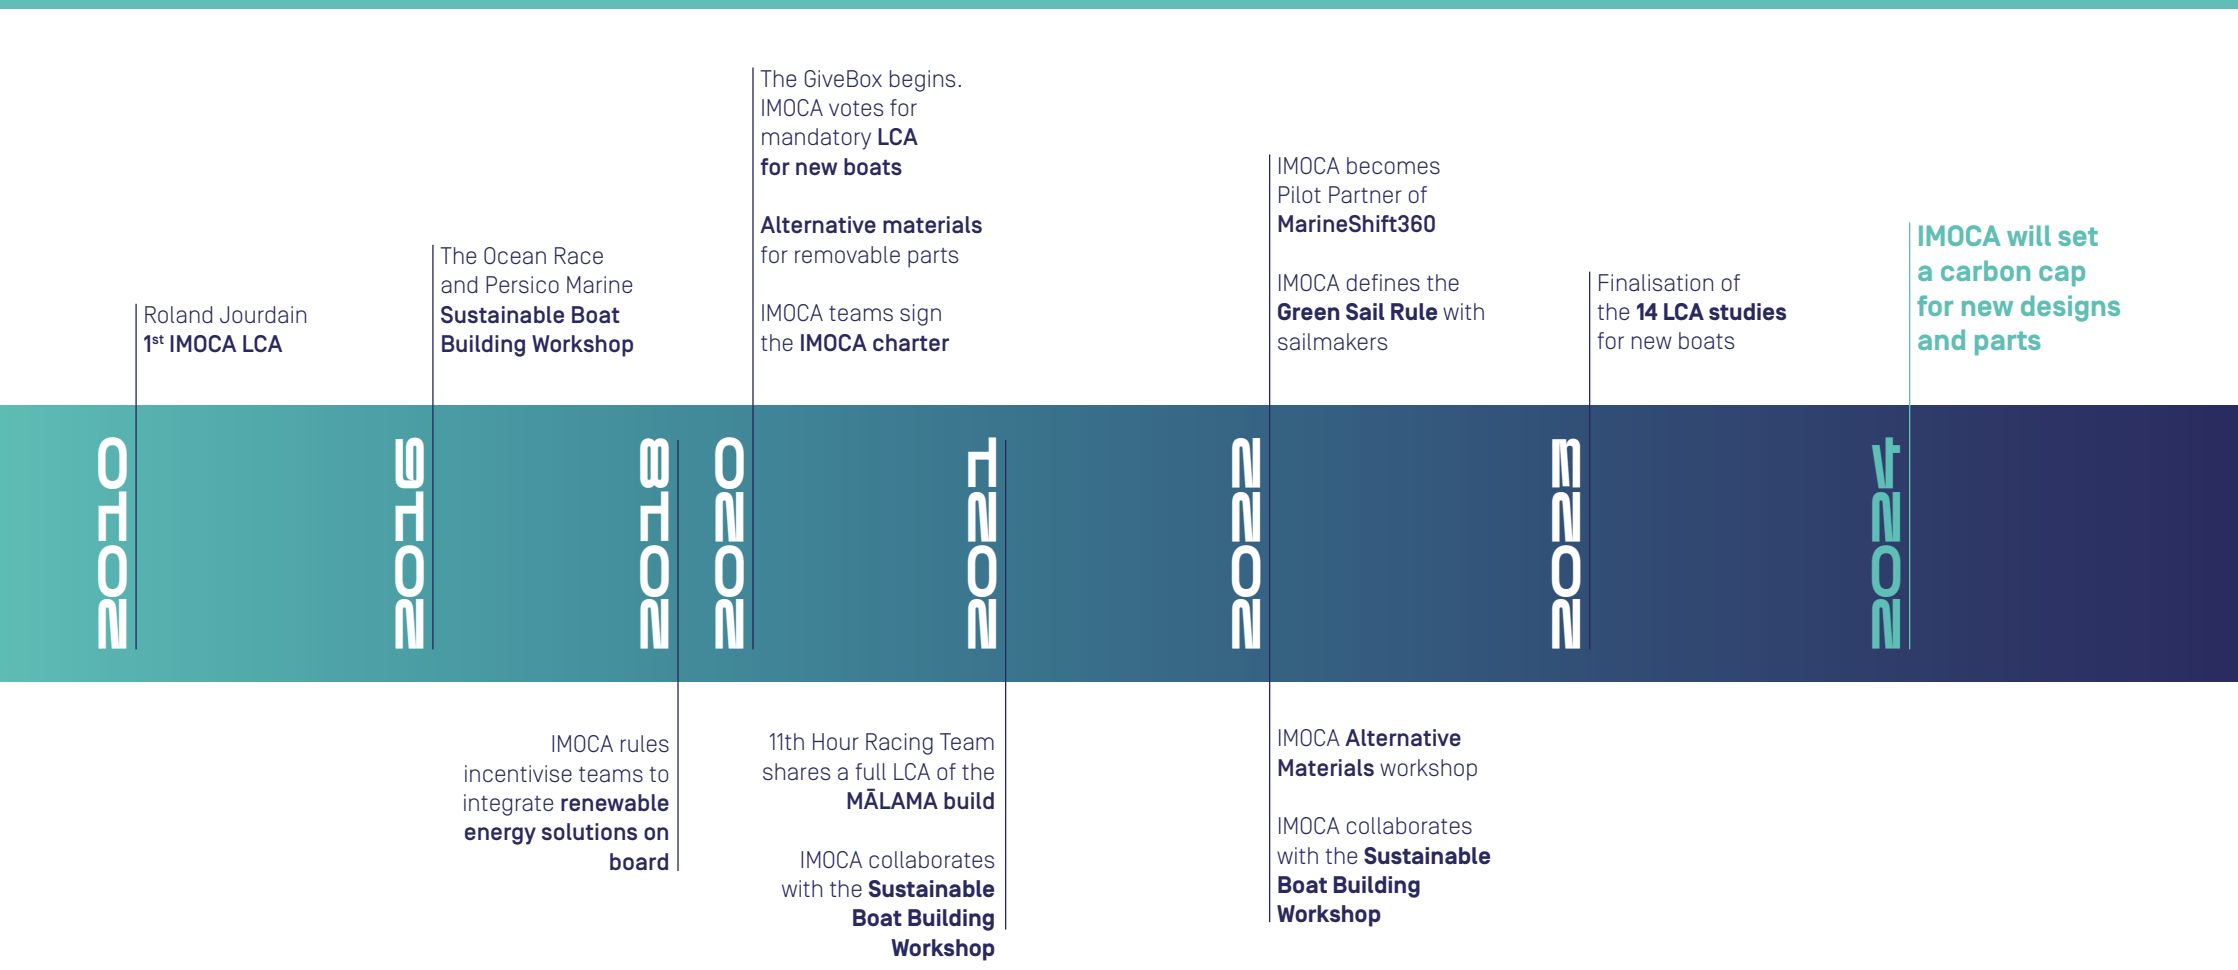 The GiveBox begins.
IMOCA votes for
mandatory LCA
for new boats
Alternative materials
for removable parts
IMOCA teams sign
the IMOCA charter
IMOCA becomes
Pilot Partner of
MarineShift360
IMOCA defines the
Green Sail Rule with
sailmakers
IMOCA will set
a carbon cap
for new designs
and parts
The Ocean Race
and Persico Marine
Sustainable Boat
Building Workshop
Finalisation of
the 14 LCA studies
for new boats
Roland Jourdain
1st IMOCA LCA
2010
2016
2018
2020
2021
2022
2023
2024
IMOCA rules
incentivise teams to
integrate renewable
energy solutions on
board
11th Hour Racing Team
shares a full LCA of the
MĀLAMA build
IMOCA collaborates
with the Sustainable
Boat Building
Workshop
IMOCA Alternative
Materials workshop
IMOCA collaborates
with the Sustainable
Boat Building
Workshop